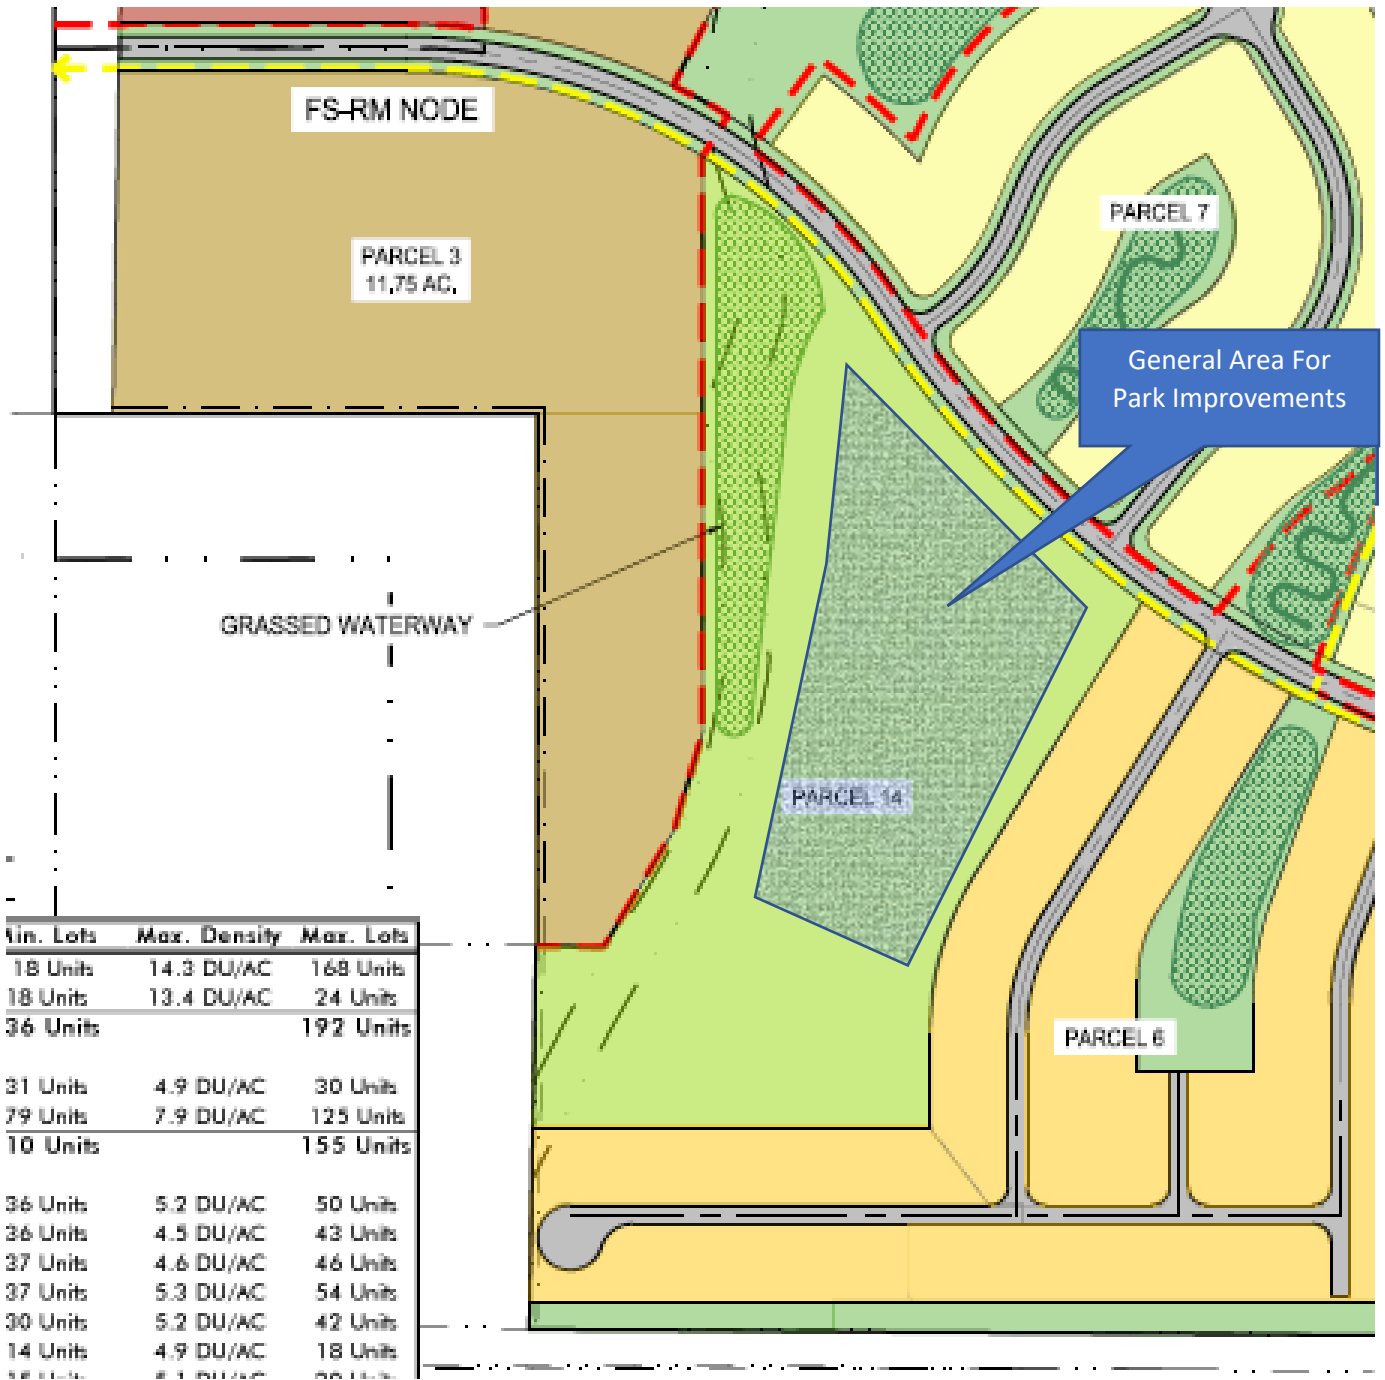 FS-RM NODE
PARCEL 3
11.75 AC.
PARCEL 7
General Area For
Park Improvements
GRASSED WATERWAY
PARCEL 14
PARCEL 6
Lots Max. Density Max. Lots
18 Units 14.3 DU/AC 168 Units
18 Units 13.4 DU/AC 24 Units
36 Units 192 Units
31 Units 4.9 DU/AC 30 Units
79 Units 7.9 DU/AC 125 Units
10 Units 155 Units
36 Units 5.2 DU/AC 50 Units
36 Units 4.5 DU/AC 43 Units
37 Units 4.6 DU/AC 46 Units
37 Units 5.3 DU/AC 54 Units
30 Units 5.2 DU/AC 42 Units
14 Units 4.9 DU/AC 18 Units